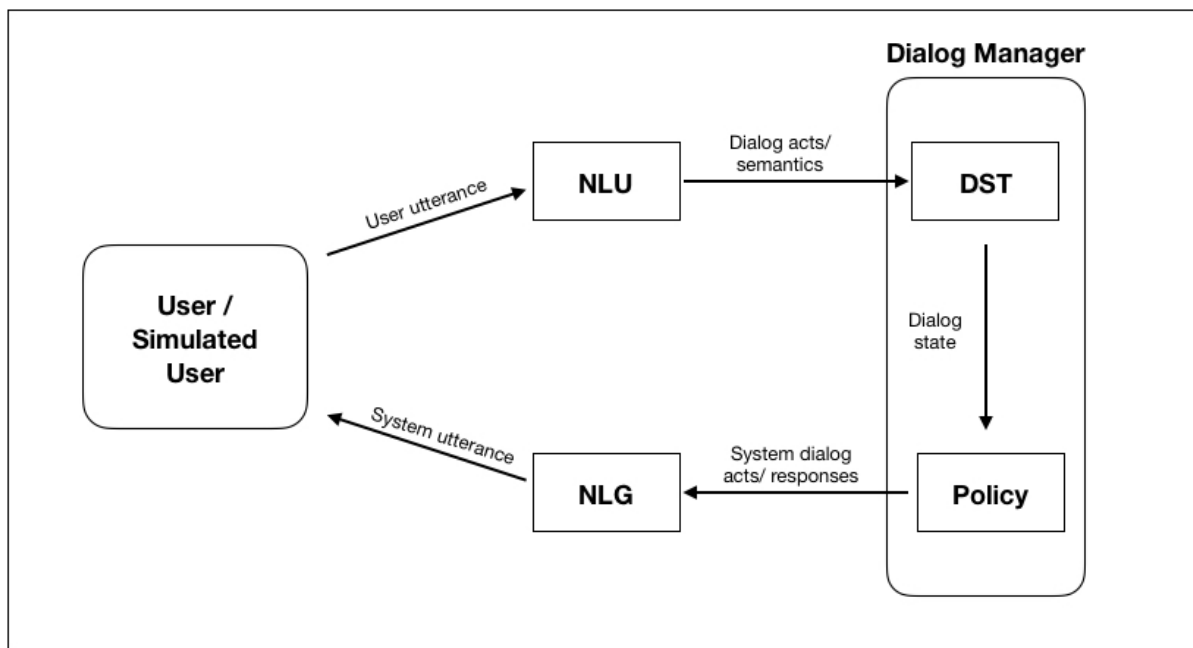 Dialog Manager
Dialog acts/
semantics
NLU
DST
User utterance
User /
Simulated
User
Dialog
state
System utterance
System dialog
acts/ responses
NLG
Policy